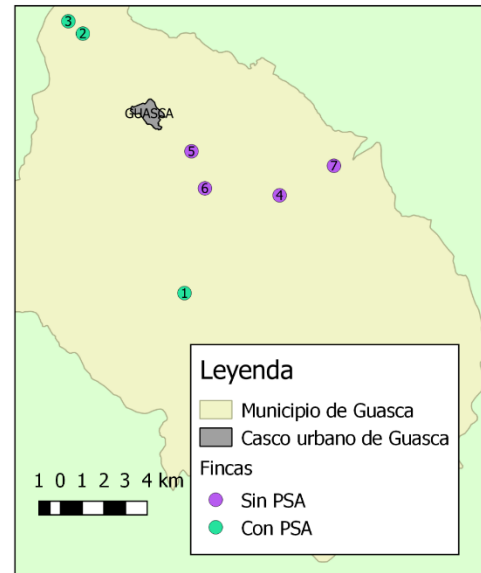 3
2
GUASCA
5
7
6
4
1
Leyenda
Municipio de Guasca
Casco urbano de Guasca
Fincas
Sin PSA
Con PSA
1 0 1 2 3 4 km